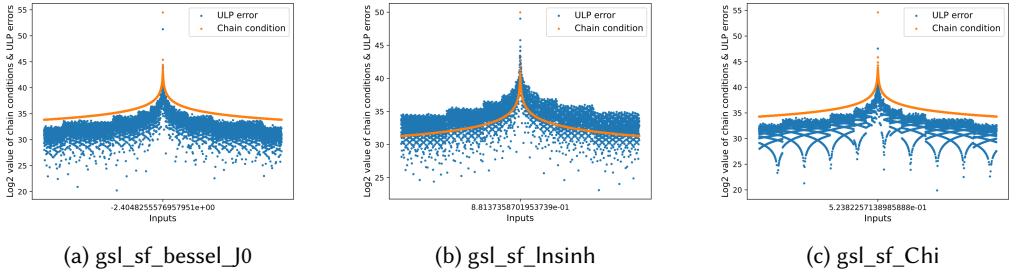 Log2 value of chain conditions & ULP errors
55
50
45
40
35
30
25
20
ULP error
Chain condition
-2.4048255576957951e+00
Inputs
(a) gsl_sf_bessel_J0
Log2 value of chain conditions & ULP errors
50
45
40
35
30
25
ULP error
Chain condition
8.8137358701953739e-01
Inputs
(b) gsl_sf_lnsinh
Log2 value of chain conditions & ULP errors
55
50
45
40
35
30
25
20
ULP error
Chain condition
5.2382257138985888e-01
Inputs
(c) gsl_sf_Chi